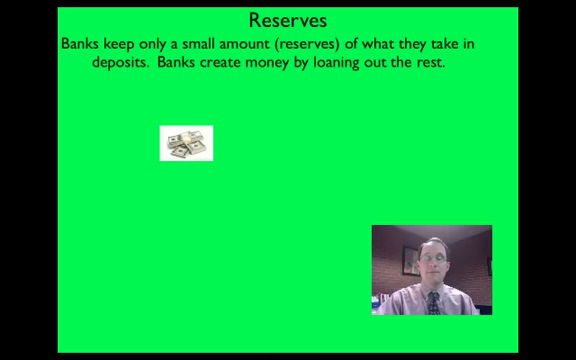 Reserves
Banks keep only a small amount (reserves) of what they take in
deposits. Banks create money by loaning out the rest.